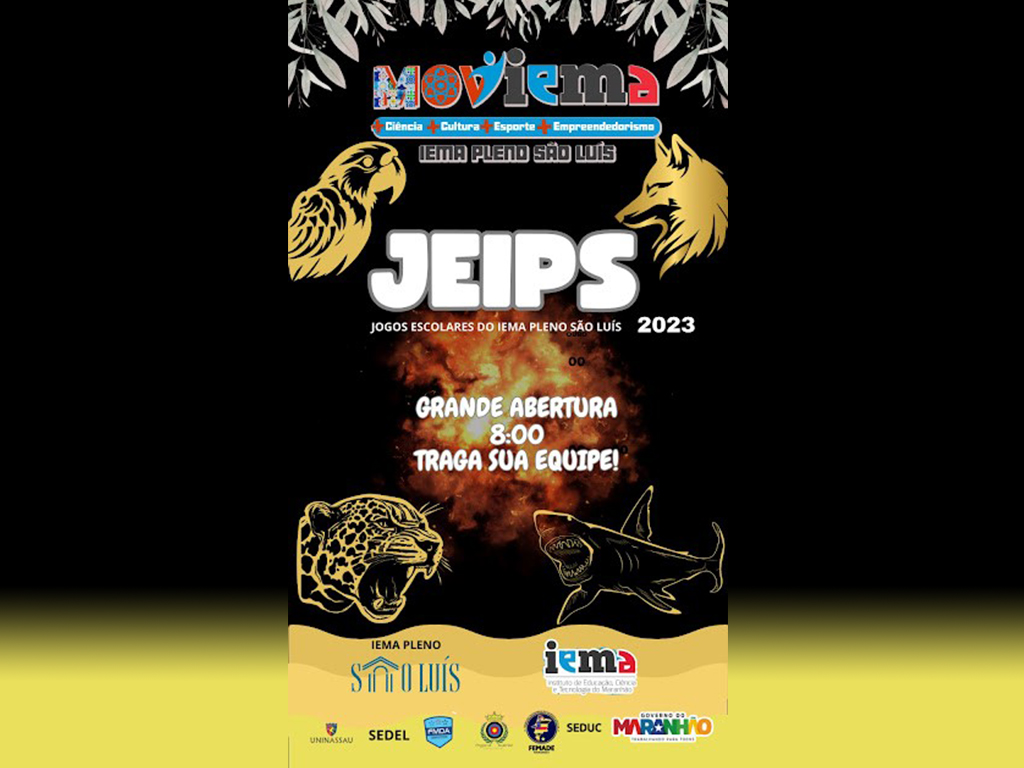 MOViema
+ Ciência + Cultura + Esporte + Empreendedorismo
IEMA PLENO SÃO LUÍS
JEIPS
JOGOS ESCOLARES DO IEMA PLENO SÃO LUÍS 2023
00
GRANDE ABERTURA
8:00
TRAGA SUA EQUIPE!
IEMA PLENO
SÃO LUÍS
iema
Instituto de Educação, Ciência
e Tecnologia do Maranhão
UNINASSAU
SEDEL
FMDA
FEMADE
SEDUC
GOVERNO DO
MARANHÃO
TRABALHANDO PARA TODOS